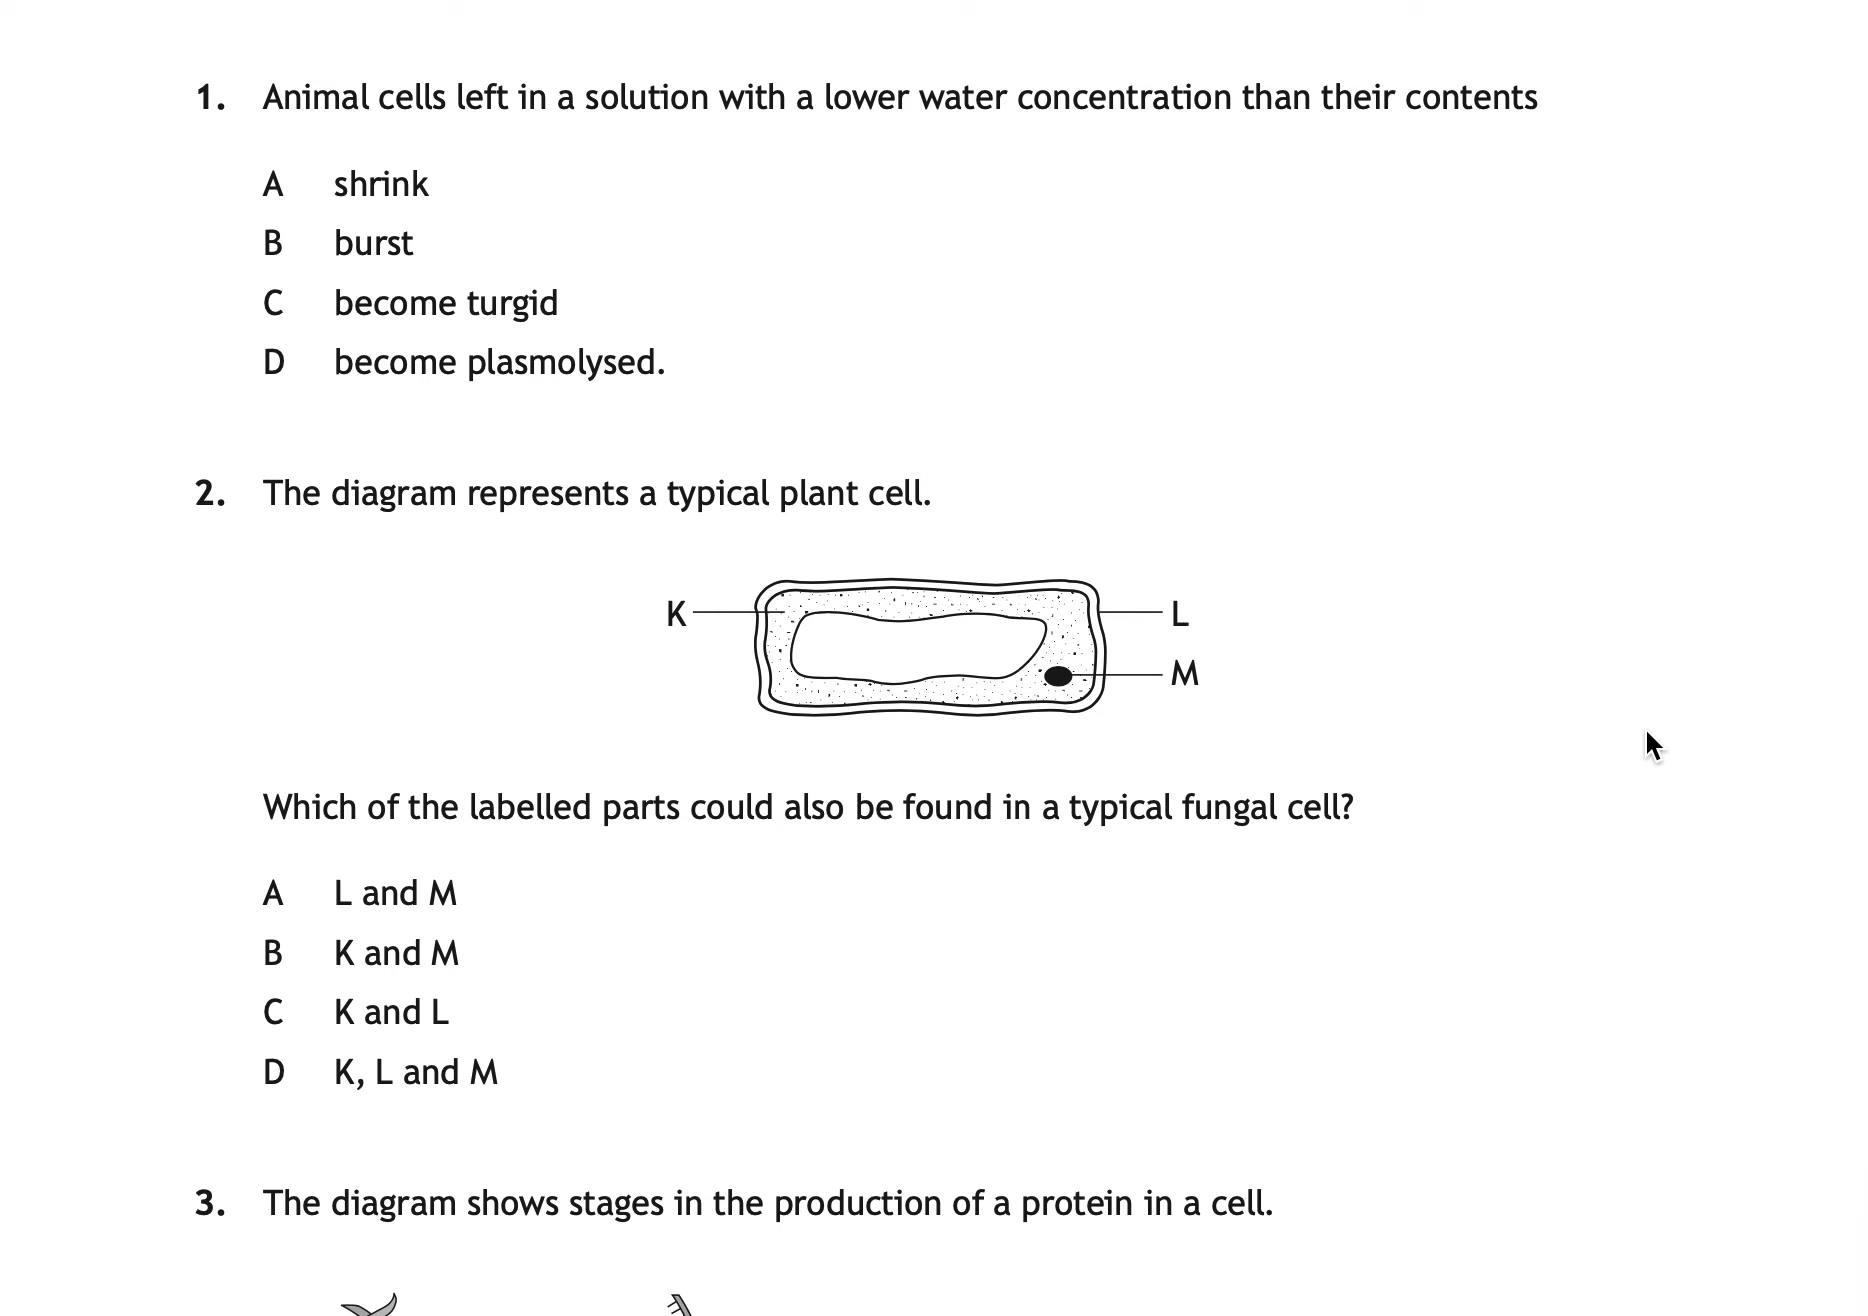 1. Animal cells left in a solution with a lower water concentration than their contents
A shrink
B burst
C become turgid
D become plasmolysed.
2. The diagram represents a typical plant cell.
K L
M
Which of the labelled parts could also be found in a typical fungal cell?
A L and M
B K and M
C K and L
D K, L and M
3. The diagram shows stages in the production of a protein in a cell.